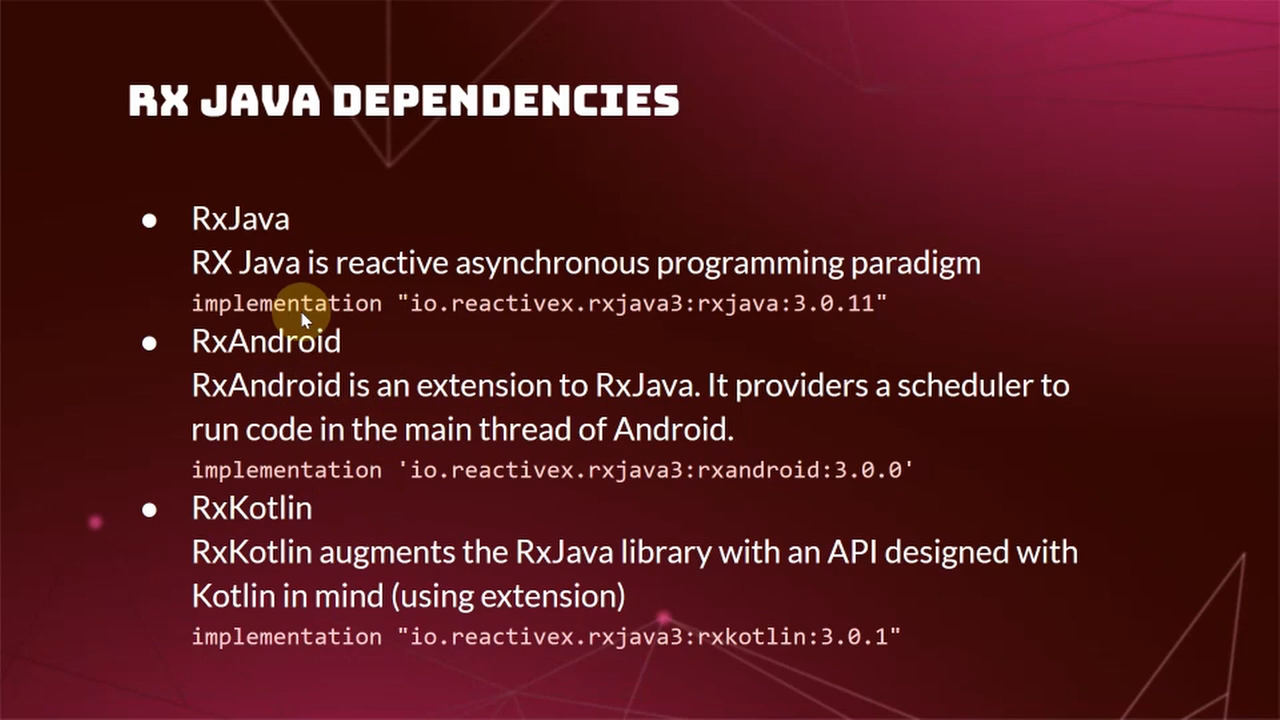 RX JAVA DEPENDENCIES
● RxJava
RX Java is reactive asynchronous programming paradigm
implementation "io.reactivex.rxjava3:rxjava:3.0.11"
● RxAndroid
RxAndroid is an extension to RxJava. It providers a scheduler to
run code in the main thread of Android.
implementation 'io.reactivex.rxjava3:rxandroid:3.0.0'
● RxKotlin
RxKotlin augments the RxJava library with an API designed with
Kotlin in mind (using extension)
implementation "io.reactivex.rxjava3:rxkotlin:3.0.1"